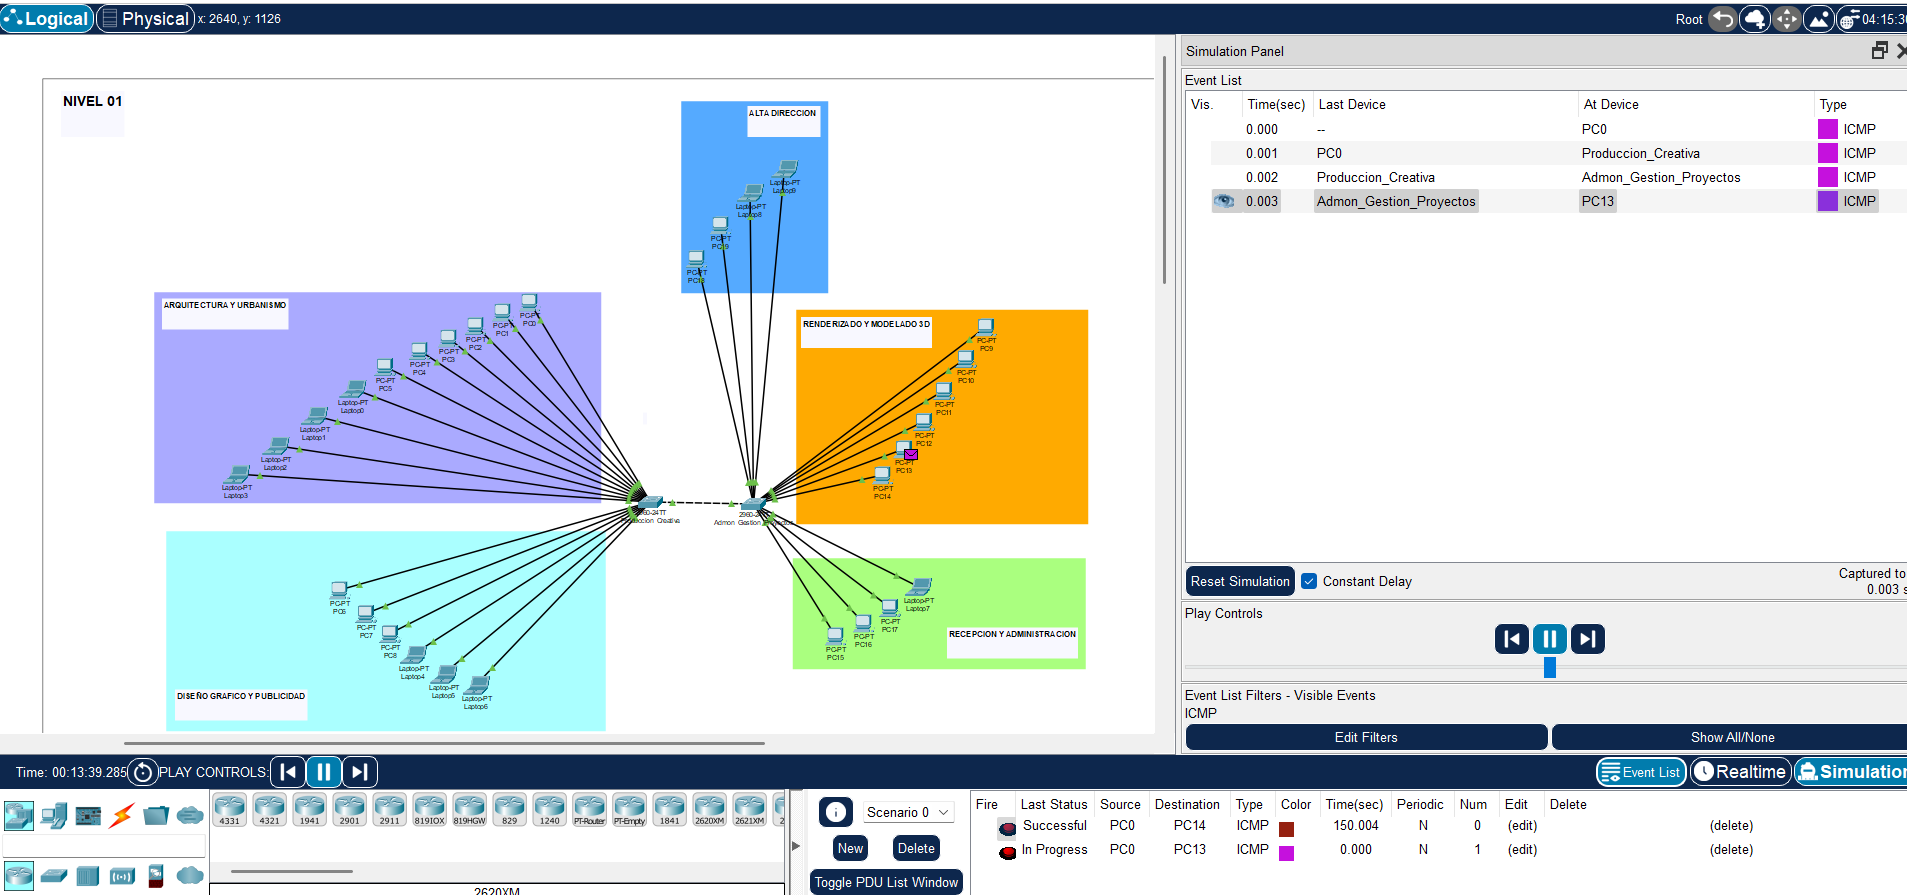 Logical Physical x: 2640, y: 1126 Root 04:15:30
Simulation Panel
Event List
Vis. Time(sec) Last Device At Device Type
0.000 -- PC0 ICMP
0.001 PC0 Produccion_Creativa ICMP
0.002 Produccion_Creativa Admon_Gestion_Proyectos ICMP
0.003 Admon_Gestion_Proyectos PC13 ICMP
Reset Simulation Constant Delay Captured to
0.003 s
Play Controls
Event List Filters - Visible Events
ICMP
Edit Filters Show All/None
NIVEL 01
ALTA DIRECCION
Laptop-PT
Laptop9
Laptop-PT
Laptop8
PC-PT
PC19
PC-PT
PC18
ARQUITECTURA Y URBANISMO
PC-PT
PC0
PC-PT
PC1
PC-PT
PC2
PC-PT
PC3
PC-PT
PC4
PC-PT
PC5
Laptop-PT
Laptop0
Laptop-PT
Laptop1
Laptop-PT
Laptop2
Laptop-PT
Laptop3
RENDERIZADO Y MODELADO 3D
PC-PT
PC9
PC-PT
PC10
PC-PT
PC11
PC-PT
PC12
PC-PT
PC13
PC-PT
PC14
2960-24TT
Produccion_Creativa
Admon_Gestion_Proyectos
PC-PT
PC6
PC-PT
PC7
PC-PT
PC8
Laptop-PT
Laptop4
Laptop-PT
Laptop5
Laptop-PT
Laptop6
DISEÑO GRAFICO Y PUBLICIDAD
Laptop-PT
Laptop7
PC-PT
PC17
PC-PT
PC16
PC-PT
PC15
RECEPCION Y ADMINISTRACION
Time: 00:13:39.285 PLAY CONTROLS: Event List Realtime Simulation
4331 4321 1941 2901 2911 819IOX 819HGW 829 1240 PT-Router PT-Empty 1841 2620XM 2621XM 2
2620XM
Scenario 0
New Delete
Toggle PDU List Window
Fire Last Status Source Destination Type Color Time(sec) Periodic Num Edit Delete
Successful PC0 PC14 ICMP 150.004 N 0 (edit) (delete)
In Progress PC0 PC13 ICMP 0.000 N 1 (edit) (delete)